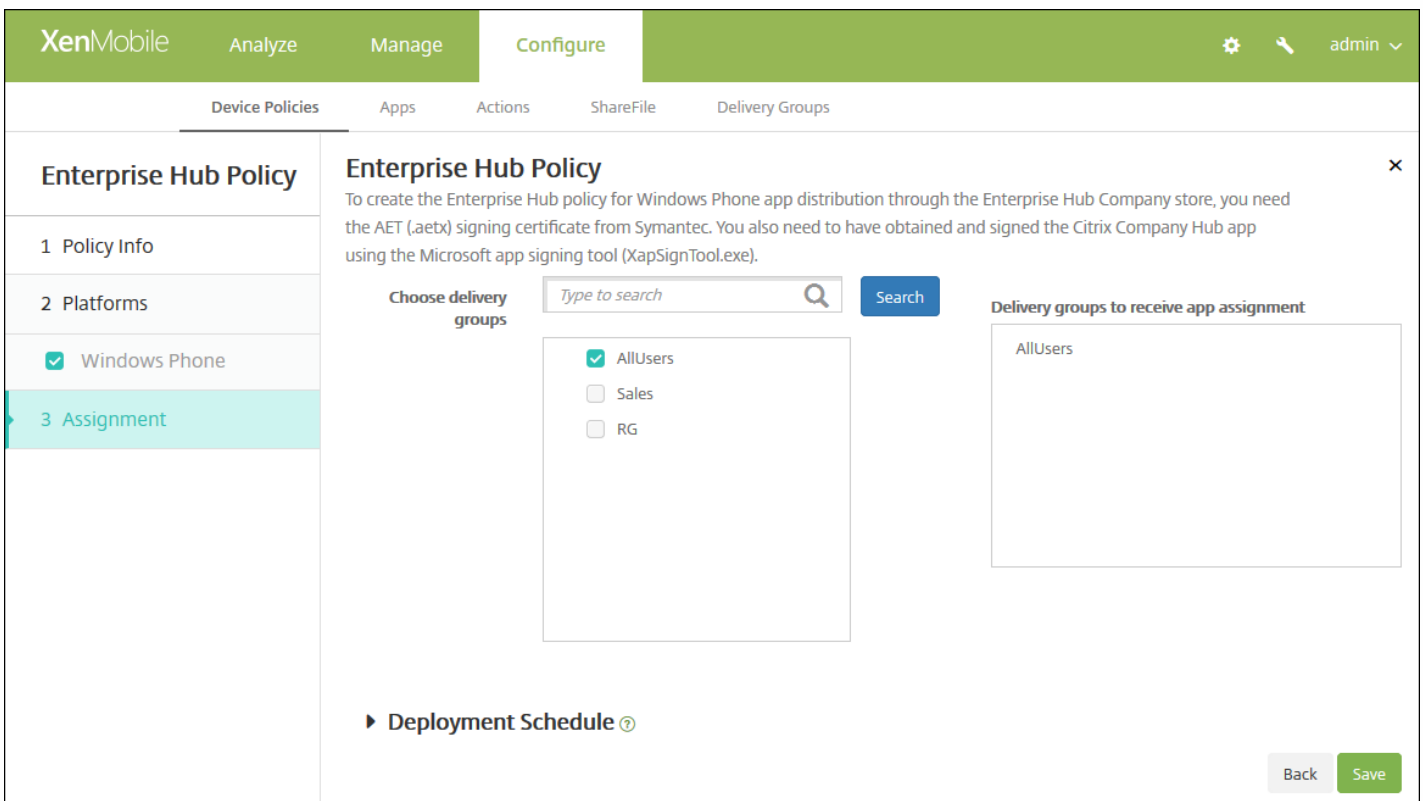 XenMobile Analyze Manage Configure admin
Device Policies Apps Actions ShareFile Delivery Groups
Enterprise Hub Policy
1 Policy Info
2 Platforms
Windows Phone
3 Assignment
Enterprise Hub Policy
To create the Enterprise Hub policy for Windows Phone app distribution through the Enterprise Hub Company store, you need
the AET (.aetx) signing certificate from Symantec. You also need to have obtained and signed the Citrix Company Hub app
using the Microsoft app signing tool (XapSignTool.exe).
Choose delivery
groups
Type to search
Search
AllUsers
Sales
RG
Delivery groups to receive app assignment
AllUsers
Deployment Schedule ?
Back Save